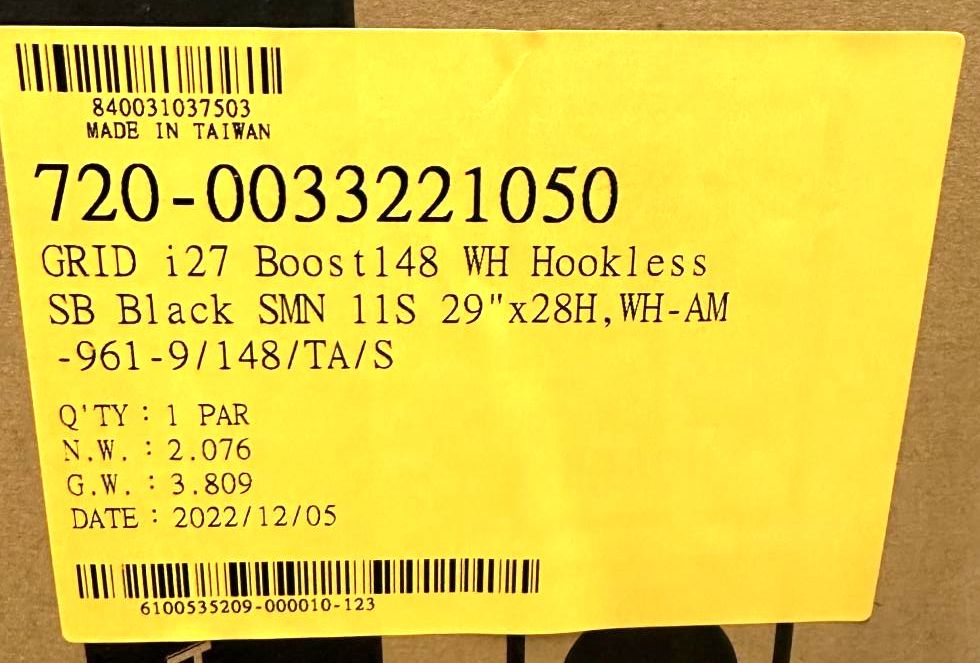 840031037503
MADE IN TAIWAN
720-0033221050
GRID i27 Boost148 WH Hookless
SB Black SMN 11S 29"x28H,WH-AM
-961-9/148/TA/S
Q'TY : 1 PAR
N.W. : 2.076
G.W. : 3.809
DATE : 2022/12/05
6100535209-000010-123